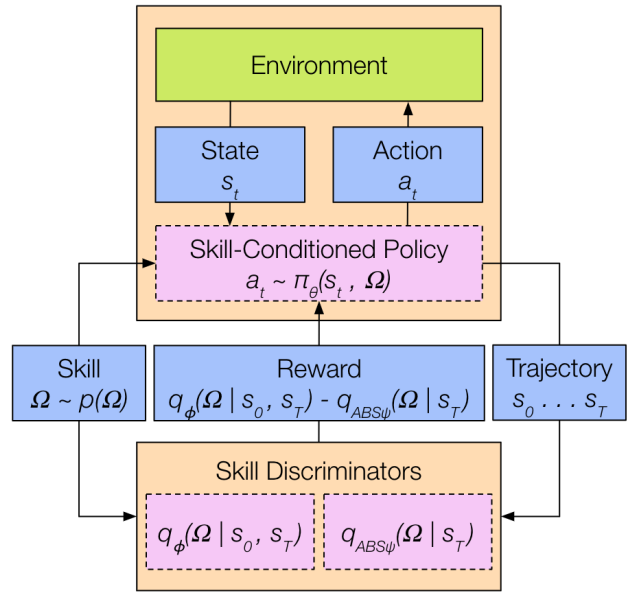 Environment
State
s_t
Action
a_t
Skill-Conditioned Policy
a_t ~ π_θ(s_t , Ω)
Skill
Ω ~ p(Ω)
Reward
q_ϕ(Ω | s_0, s_T) - q_ABSψ(Ω | s_T)
Trajectory
s_0 . . . s_T
Skill Discriminators
q_ϕ(Ω | s_0, s_T)
q_ABSψ(Ω | s_T)